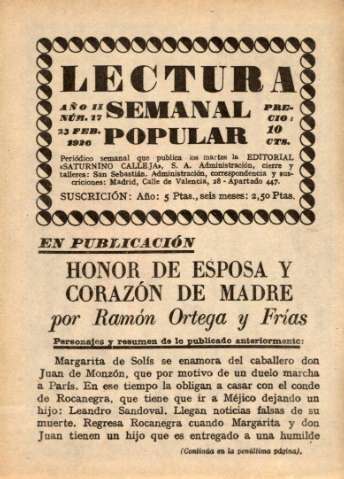 LECTURA
AÑO II
NÚM. 27
23 FEB.
1926
SEMANAL
POPULAR
PRE-
CIO:
10
CTS.
Periódico semanal que publica los martes la EDITORIAL
«SATURNINO CALLEJA», S. A. Administración, cierre y
talleres: San Sebastián. Administración, correspondencia y sus-
criciones: Madrid, Calle de Valencia, 28 - Apartado 447.
SUSCRICIÓN: Año: 5 Ptas., seis meses: 2,50 Ptas.
EN PUBLICACIÓN
HONOR DE ESPOSA Y
CORAZÓN DE MADRE
por Ramón Ortega y Frías
Personajes y resumen de lo publicado anteriormente:
Margarita de Solís se enamora del caballero don
Juan de Monzón, que por motivo de un duelo marcha
a París. En ese tiempo la obligan a casar con el conde
de Rocanegra, que tiene que ir a Méjico dejando un
hijo: Leandro Sandoval. Llegan noticias falsas de su
muerte. Regresa Rocanegra cuando Margarita y don
Juan tienen un hijo que es entregado a una humilde
(Continúa en la penúltima página).